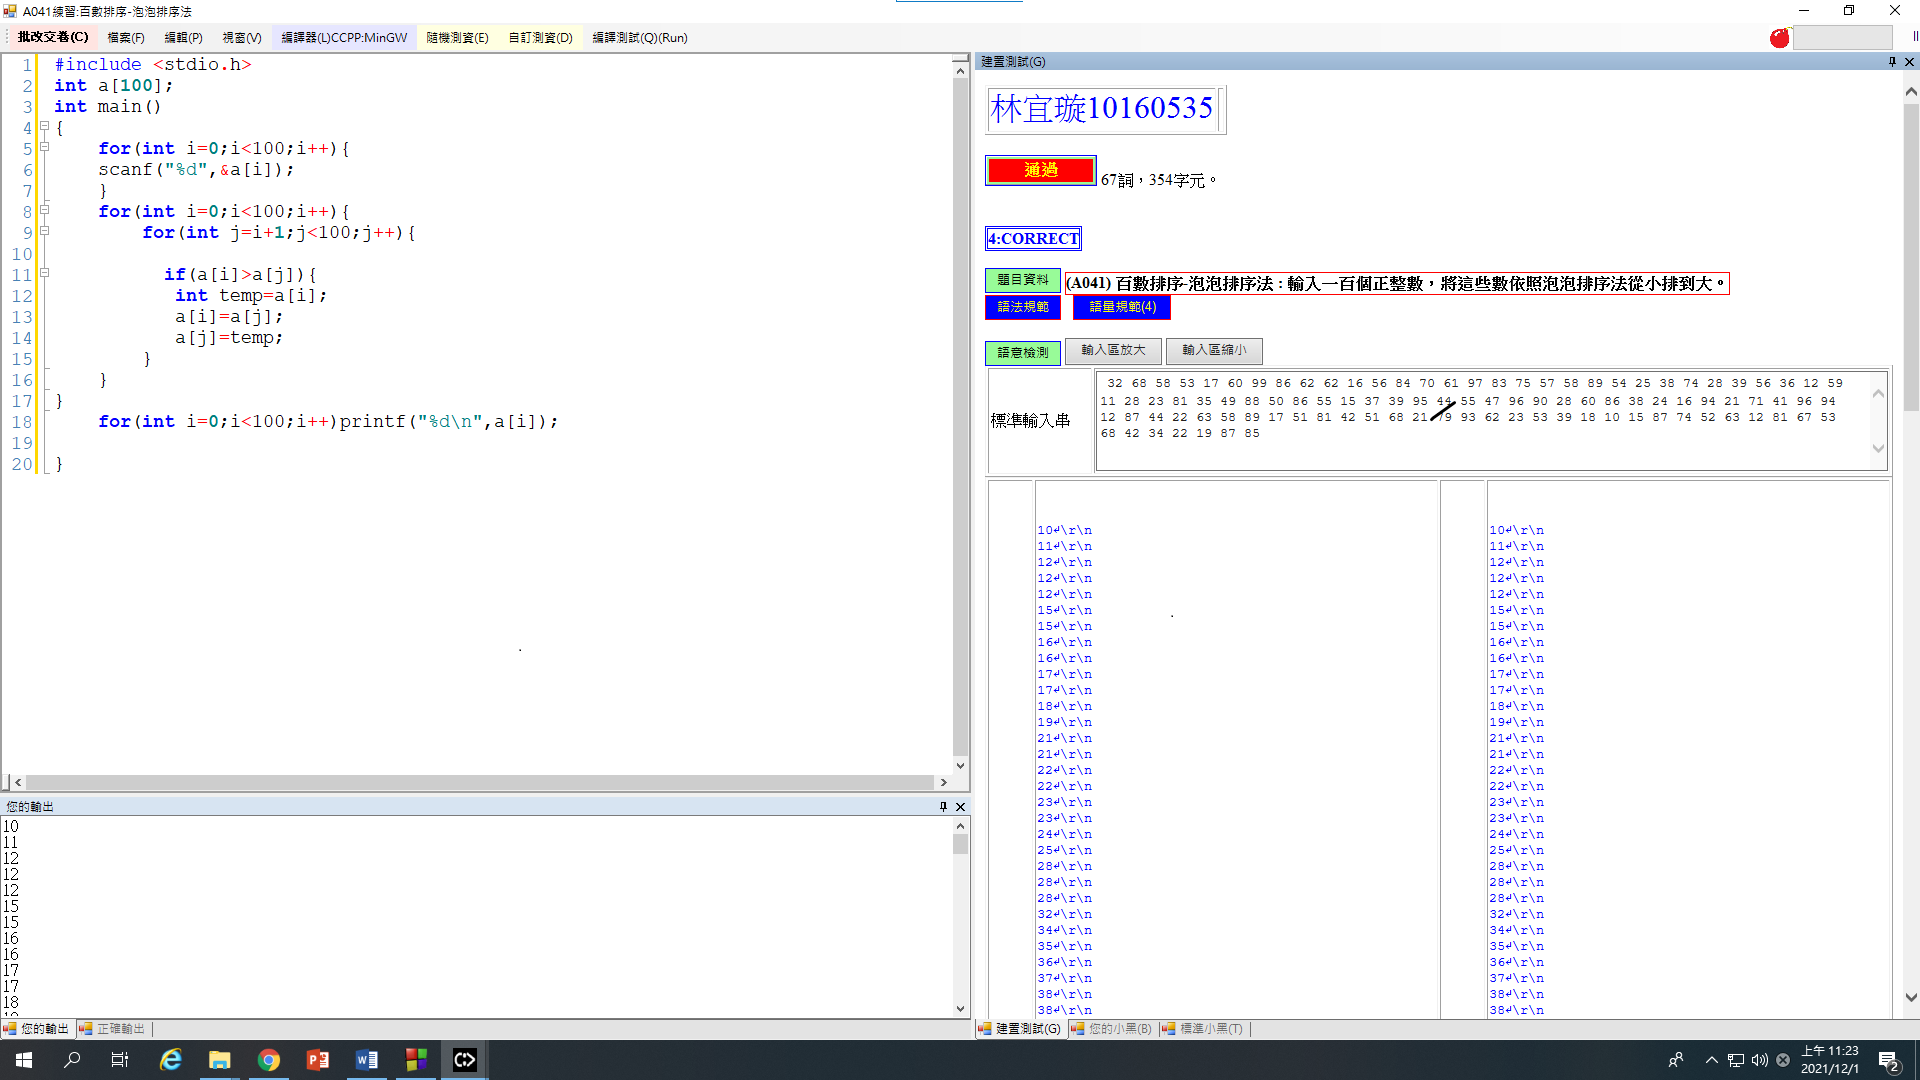 A041練習:百數排序-泡泡排序法
批改交卷(C) 檔案(F) 編輯(P) 視窗(V) 編譯器(L)CCPP:MinGW 隨機測資(E) 自訂測資(D) 編譯測試(Q)(Run)
1 #include <stdio.h>
2 int a[100];
3 int main()
4 {
5 for(int i=0;i<100;i++){
6 scanf("%d",&a[i]);
7 }
8 for(int i=0;i<100;i++){
9 for(int j=i+1;j<100;j++){
10
11 if(a[i]>a[j]){
12 int temp=a[i];
13 a[i]=a[j];
14 a[j]=temp;
15 }
16 }
17 }
18 for(int i=0;i<100;i++)printf("%d\n",a[i]);
19
20 }
您的輸出
10
11
12
12
12
15
15
16
16
17
17
18
您的輸出 正確輸出
建置測試(G)
林宜璇10160535
通過 67詞，354字元。
4:CORRECT
題目資料 (A041) 百數排序-泡泡排序法 : 輸入一百個正整數，將這些數依照泡泡排序法從小排到大。
語法規範 語量規範(4)
語意檢測 輸入區放大 輸入區縮小
標準輸入串
32 68 58 53 17 60 99 86 62 62 16 56 84 70 61 97 83 75 57 58 89 54 25 38 74 28 39 56 36 12 59
11 28 23 81 35 49 88 50 86 55 15 37 39 95 44 55 47 96 90 28 60 86 38 24 16 94 21 71 41 96 94
12 87 44 22 63 58 89 17 51 81 42 51 68 21 79 93 62 23 53 39 18 10 15 87 74 52 63 12 81 67 53
68 42 34 22 19 87 85
10↲\r\n 10↲\r\n
11↲\r\n 11↲\r\n
12↲\r\n 12↲\r\n
12↲\r\n 12↲\r\n
12↲\r\n 12↲\r\n
15↲\r\n 15↲\r\n
15↲\r\n 15↲\r\n
16↲\r\n 16↲\r\n
16↲\r\n 16↲\r\n
17↲\r\n 17↲\r\n
17↲\r\n 17↲\r\n
18↲\r\n 18↲\r\n
19↲\r\n 19↲\r\n
21↲\r\n 21↲\r\n
21↲\r\n 21↲\r\n
22↲\r\n 22↲\r\n
22↲\r\n 22↲\r\n
23↲\r\n 23↲\r\n
23↲\r\n 23↲\r\n
24↲\r\n 24↲\r\n
25↲\r\n 25↲\r\n
28↲\r\n 28↲\r\n
28↲\r\n 28↲\r\n
28↲\r\n 28↲\r\n
32↲\r\n 32↲\r\n
34↲\r\n 34↲\r\n
35↲\r\n 35↲\r\n
36↲\r\n 36↲\r\n
37↲\r\n 37↲\r\n
38↲\r\n 38↲\r\n
38↲\r\n 38↲\r\n
建置測試(G) 您的小黑(B) 標準小黑(T)
上午 11:23
2021/12/1
2